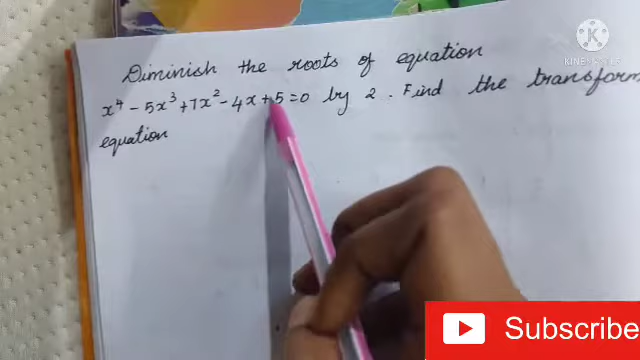 Diminish the roots of equation
x⁴ - 5x³ + 7x² - 4x + 5 = 0 by 2 . Find the transform
equation
KINEMASTER
Subscribe